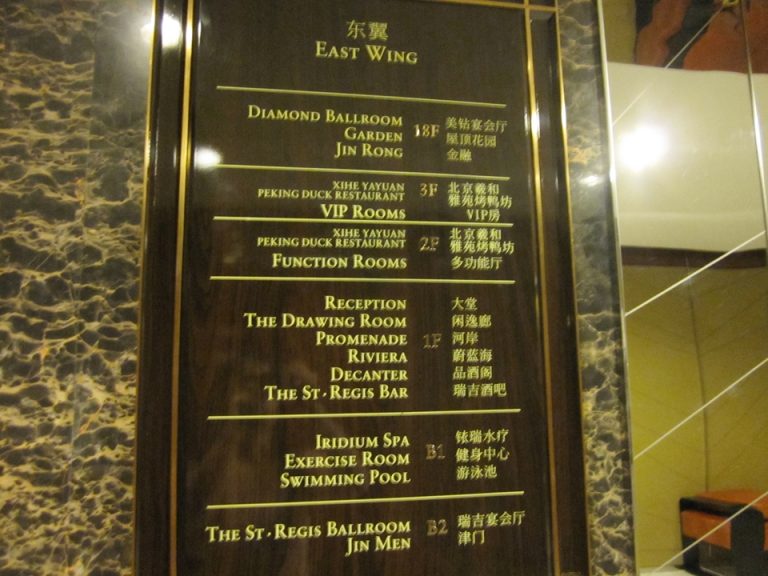 东翼
EAST WING
DIAMOND BALLROOM 18F 美钻宴会厅
GARDEN 屋顶花园
JIN RONG 金融
XIHE YAYUAN 3F 北京羲和
PEKING DUCK RESTAURANT 雅苑烤鸭坊
VIP ROOMS VIP房
XIHE YAYUAN 2F 北京羲和
PEKING DUCK RESTAURANT 雅苑烤鸭坊
FUNCTION ROOMS 多功能厅
RECEPTION 大堂
THE DRAWING ROOM 闲逸廊
PROMENADE 1F 河岸
RIVIERA 蔚蓝海
DECANTER 品酒阁
THE ST. REGIS BAR 瑞吉酒吧
IRIDIUM SPA B1 铱瑞水疗
EXERCISE ROOM 健身中心
SWIMMING POOL 游泳池
THE ST. REGIS BALLROOM B2 瑞吉宴会厅
JIN MEN 津门